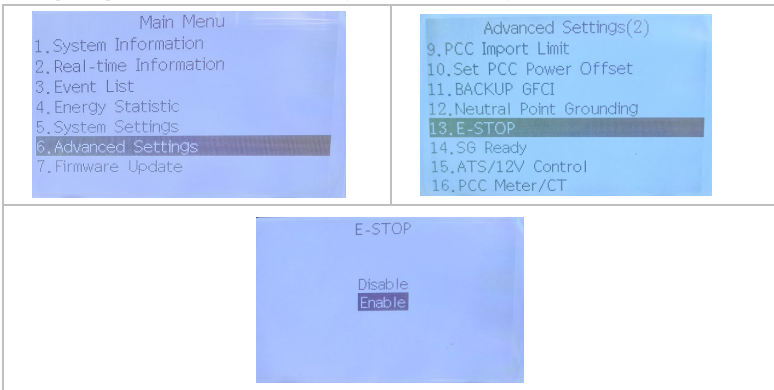 Main Menu
1.System Information
2.Real-time Information
3.Event List
4.Energy Statistic
5.System Settings
6.Advanced Settings
7.Firmware Update
Advanced Settings(2)
9.PCC Import Limit
10.Set PCC Power Offset
11.BACKUP GFCI
12.Neutral Point Grounding
13.E-STOP
14.SG Ready
15.ATS/12V Control
16.PCC Meter/CT
E-STOP
Disable
Enable